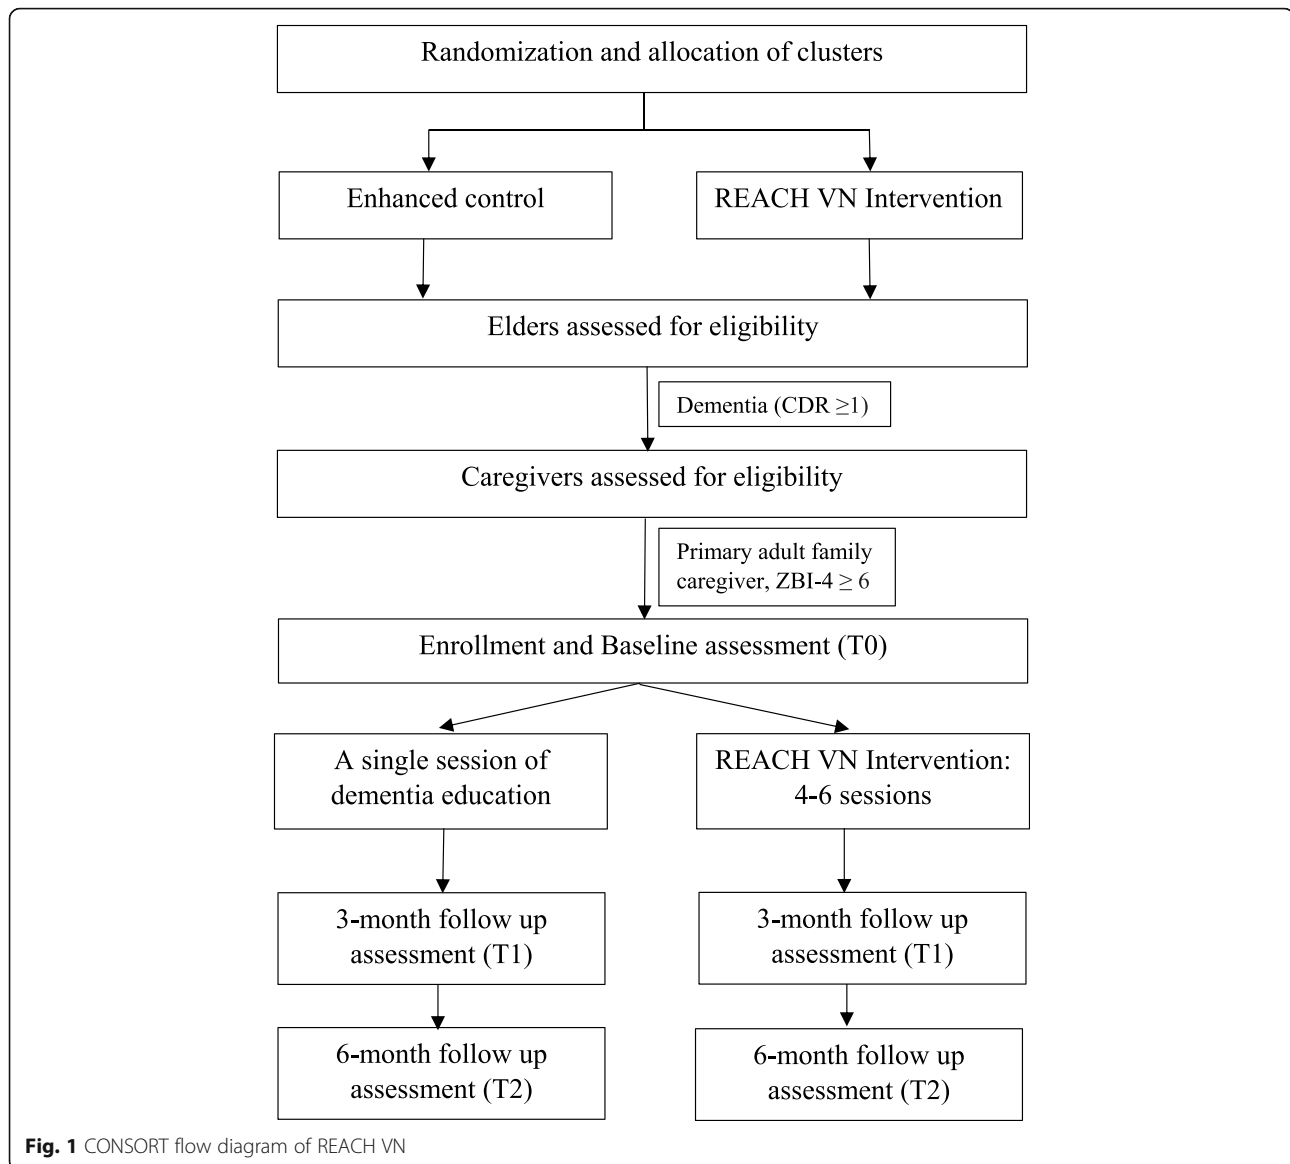 Randomization and allocation of clusters
Enhanced control
REACH VN Intervention
Elders assessed for eligibility
Dementia (CDR ≥1)
Caregivers assessed for eligibility
Primary adult family
caregiver, ZBI-4 ≥ 6
Enrollment and Baseline assessment (T0)
A single session of
dementia education
REACH VN Intervention:
4-6 sessions
3-month follow up
assessment (T1)
3-month follow up
assessment (T1)
6-month follow up
assessment (T2)
6-month follow up
assessment (T2)
Fig. 1 CONSORT flow diagram of REACH VN